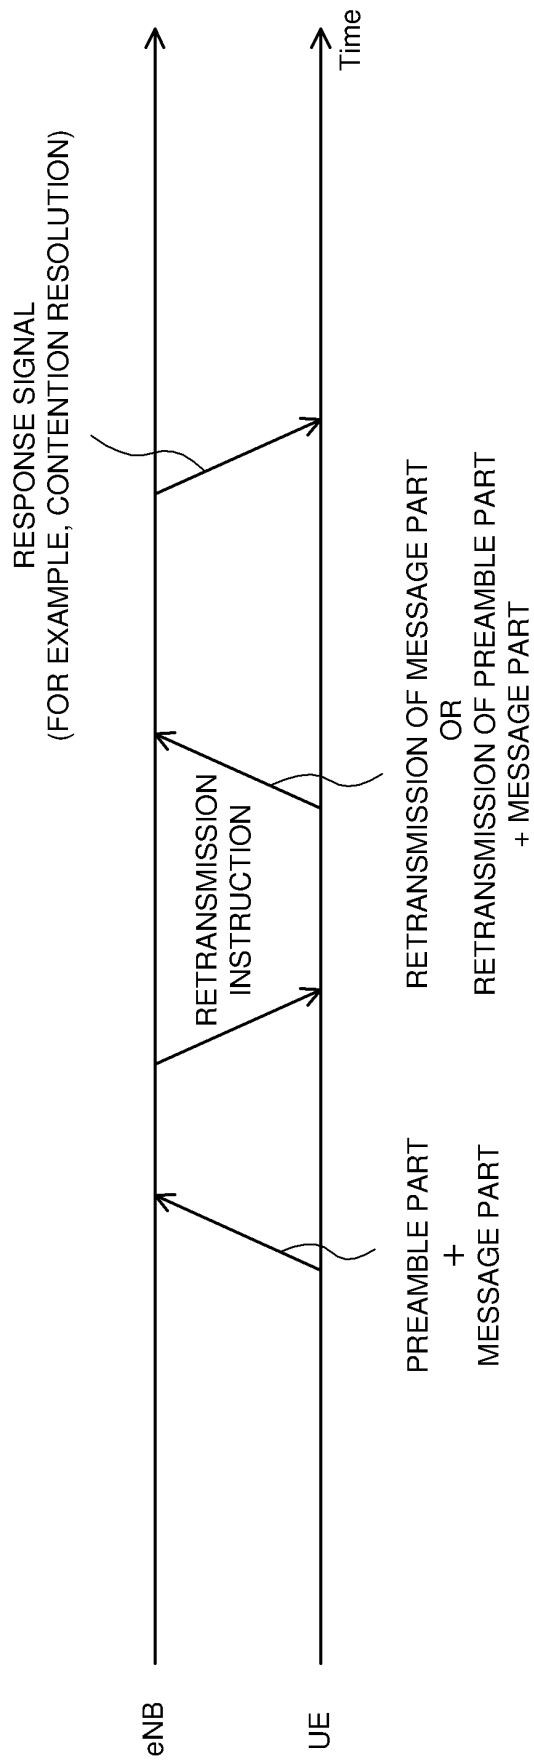 RESPONSE SIGNAL
(FOR EXAMPLE, CONTENTION RESOLUTION)
eNB
RETRANSMISSION
INSTRUCTION
UE
Time
PREAMBLE PART
+
MESSAGE PART
RETRANSMISSION OF MESSAGE PART
OR
RETRANSMISSION OF PREAMBLE PART
+ MESSAGE PART